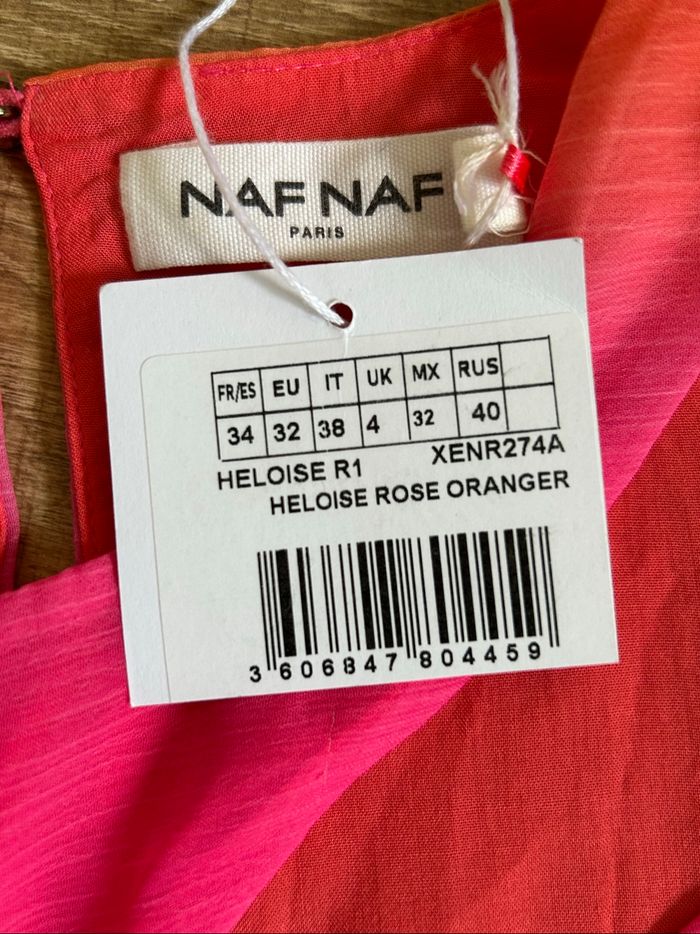 NAF NAF
PARIS
FR/ES EU IT UK MX RUS
34 32 38 4 32 40
HELOISE R1 XENR274A
HELOISE ROSE ORANGER
3 606847 804459